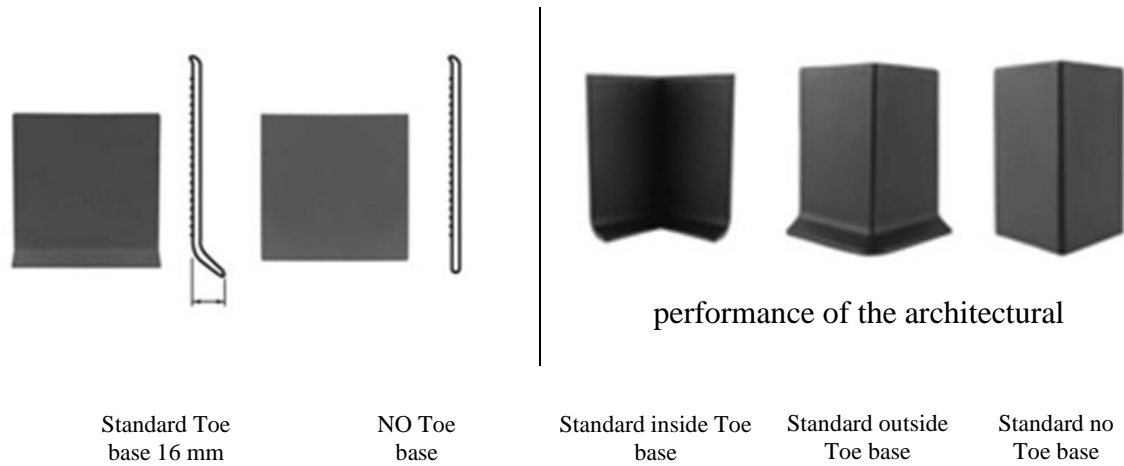 performance of the architectural
Standard Toe
base 16 mm
NO Toe
base
Standard inside Toe
base
Standard outside
Toe base
Standard no
Toe base